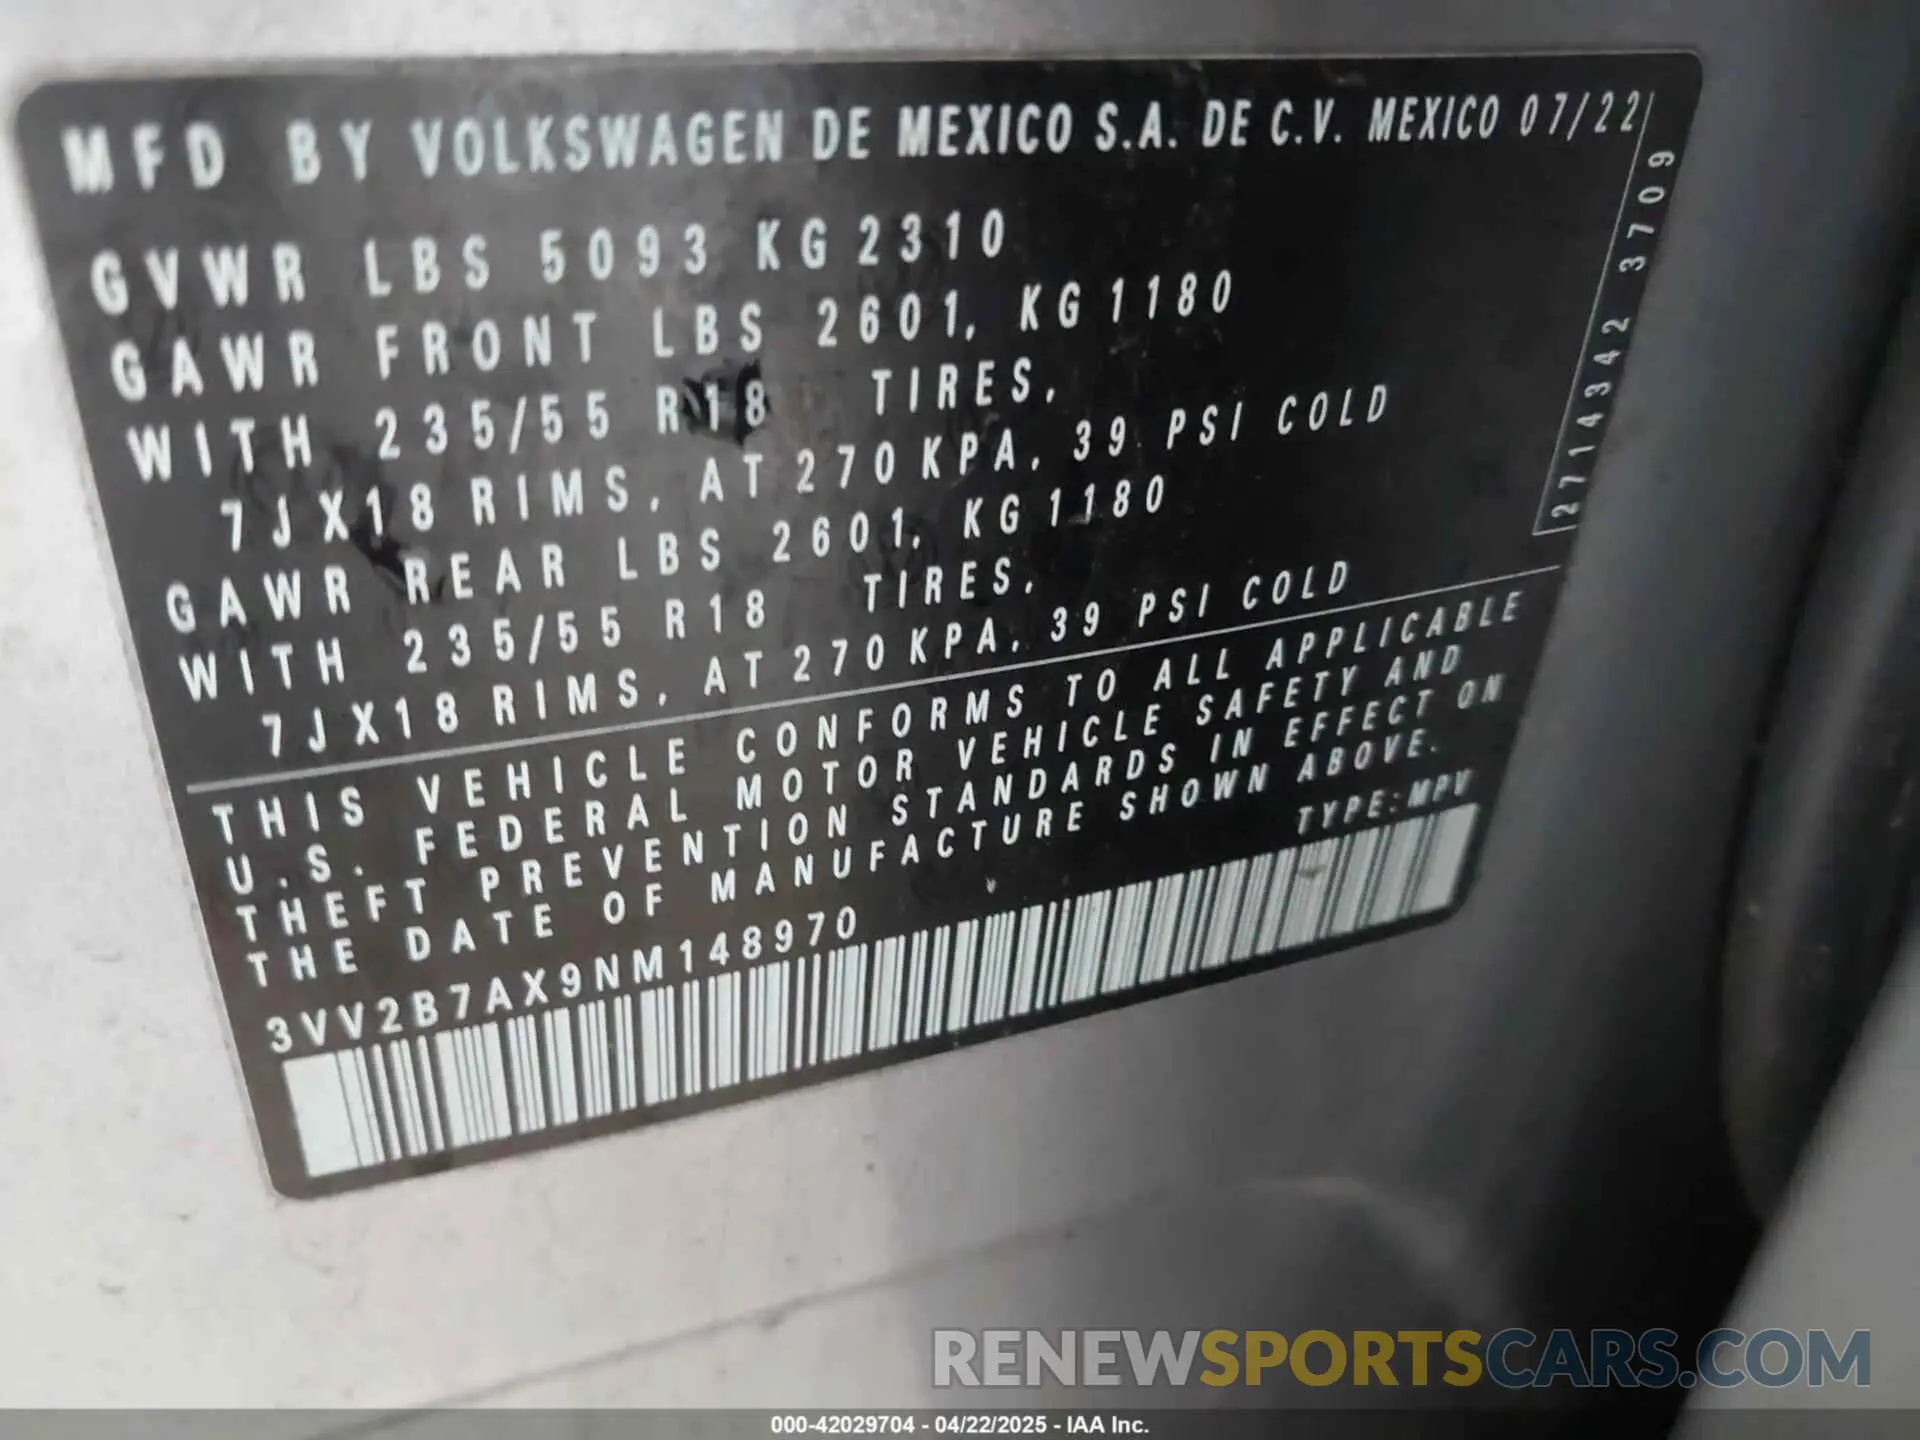 MFD BY VOLKSWAGEN DE MEXICO S.A. DE C.V. MEXICO 07/22
GVWR LBS 5093 KG 2310
GAWR FRONT LBS 2601, KG 1180
WITH 235/55 R18 TIRES,
7JX18 RIMS, AT 270 KPA, 39 PSI COLD
GAWR REAR LBS 2601, KG 1180
WITH 235/55 R18 TIRES,
7JX18 RIMS, AT 270 KPA, 39 PSI COLD
THIS VEHICLE CONFORMS TO ALL APPLICABLE
U.S. FEDERAL MOTOR VEHICLE SAFETY AND
THEFT PREVENTION STANDARDS IN EFFECT ON
THE DATE OF MANUFACTURE SHOWN ABOVE.
TYPE: MPV
3VV2B7AX9NM148970
2714342 3709
RENEWSPORTSCARS.COM
000-42029704 - 04/22/2025 - IAA Inc.